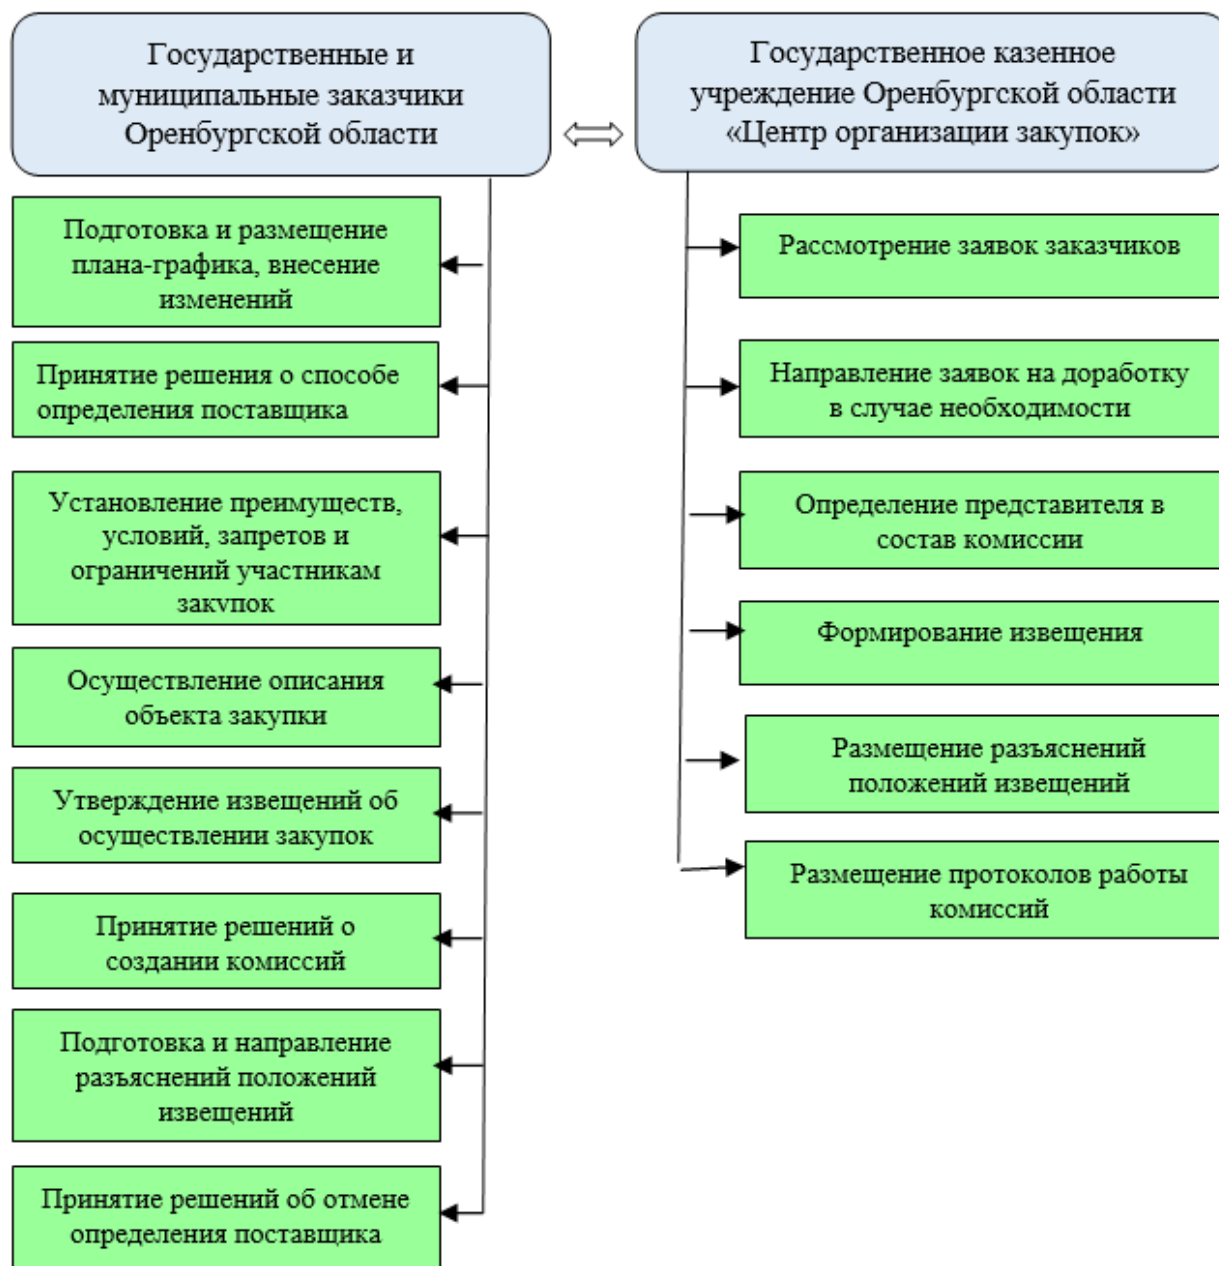 Государственные и
муниципальные заказчики
Оренбургской области
Государственное казенное
учреждение Оренбургской области
«Центр организации закупок»
Подготовка и размещение
плана-графика, внесение
изменений
Принятие решения о способе
определения поставщика
Установление преимуществ,
условий, запретов и
ограничений участникам
закупок
Осуществление описания
объекта закупки
Утверждение извещений об
осуществлении закупок
Принятие решений о
создании комиссий
Подготовка и направление
разъяснений положений
извещений
Принятие решений об отмене
определения поставщика
Рассмотрение заявок заказчиков
Направление заявок на доработку
в случае необходимости
Определение представителя в
состав комиссии
Формирование извещения
Размещение разъяснений
положений извещений
Размещение протоколов работы
комиссий